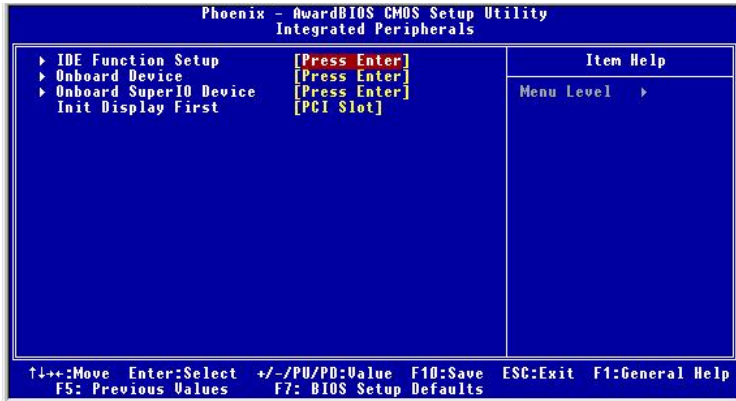 Phoenix - AwardBIOS CMOS Setup Utility
Integrated Peripherals
▸ IDE Function Setup [Press Enter]
▸ Onboard Device [Press Enter]
▸ Onboard SuperIO Device [Press Enter]
Init Display First [PCI Slot]
Item Help
Menu Level ▸
↑↓→←:Move Enter:Select +/-/PU/PD:Value F10:Save ESC:Exit F1:General Help
F5: Previous Values F7: BIOS Setup Defaults